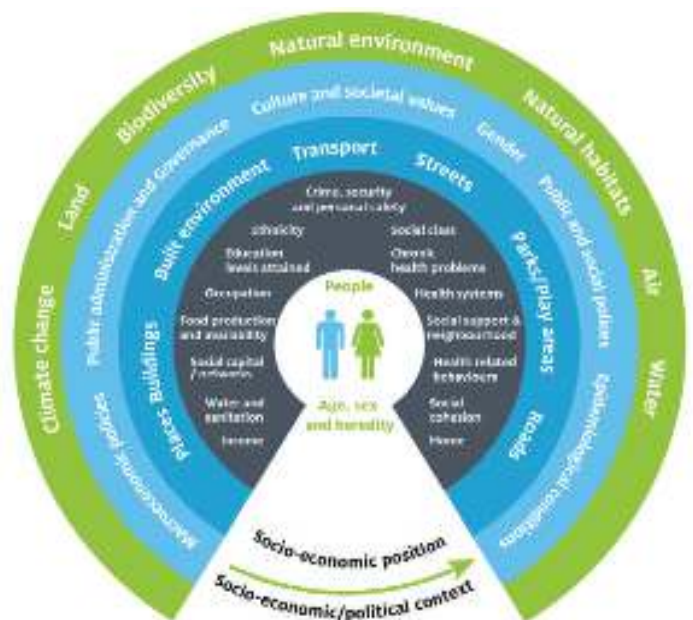 Climate change
Land
Biodiversity
Natural environment
Natural habitats
Air
Water
Macroeconomic policies
Public administration and Governance
Culture and societal values
Gender
Public and social polices
Epidemiological conditions
Places
Buildings
Built environment
Transport
Streets
Parks/play areas
Roads
Crime, security
and personal safety
Ethnicity
Social class
Education
levels attained
Chronic
health problems
Occupation
Health systems
Food production
and availability
Social support &
neighbourhood
Social capital
/networks
Health related
behaviours
Water and
sanitation
Social
cohesion
Income
Home
People
Age, sex
and heredity
Socio-economic position
Socio-economic/political context